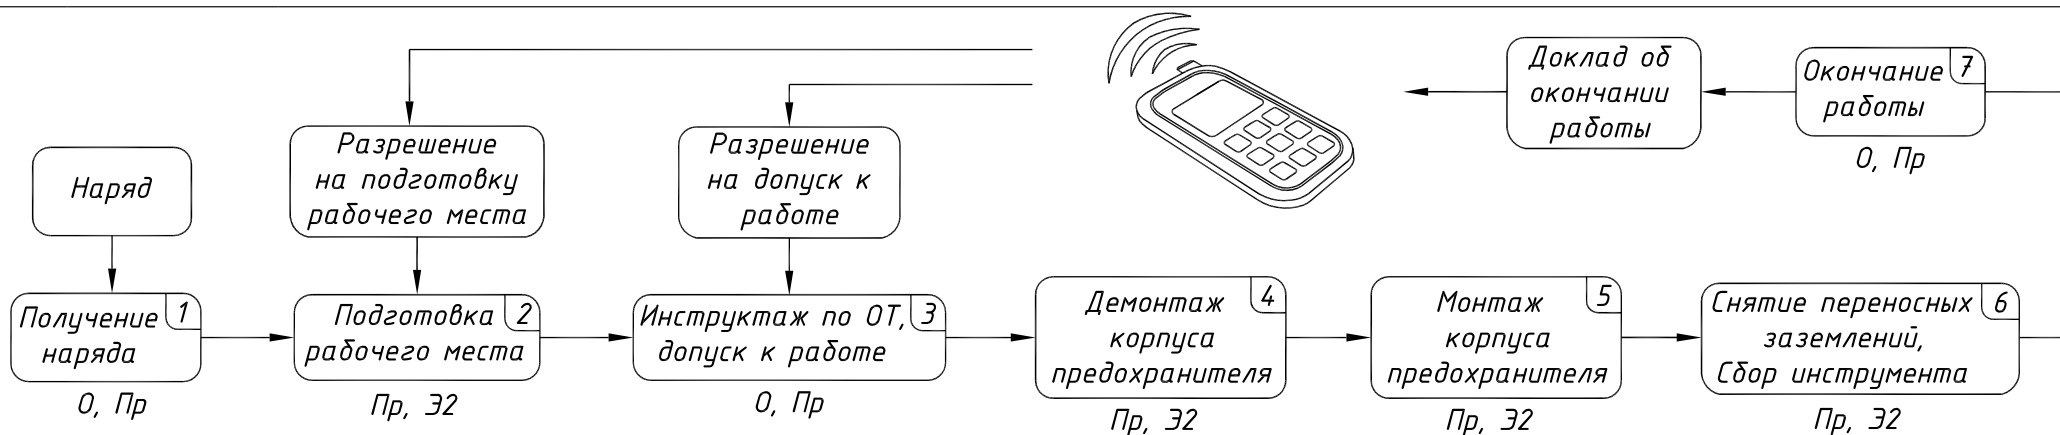 Наряд
Получение
наряда
1
О, Пр
Разрешение
на подготовку
рабочего места
Подготовка
рабочего места
2
Пр, Э2
Разрешение
на допуск к
работе
Инструктаж по ОТ,
допуск к работе
3
О, Пр
Демонтаж
корпуса
предохранителя
4
Пр, Э2
Монтаж
корпуса
предохранителя
5
Пр, Э2
Снятие переносных
заземлений,
Сбор инструмента
6
Пр, Э2
Окончание
работы
7
О, Пр
Доклад об
окончании
работы